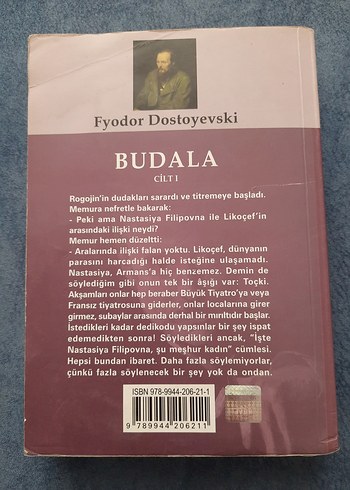 Fyodor Dostoyevski
BUDALA
CİLT I
Rogojin'in dudakları sarardı ve titremeye başladı.
Memura nefretle bakarak:
- Peki ama Nastasiya Filipovna ile Likoçef'in
arasındaki ilişki neydi?
Memur hemen düzeltti:
- Aralarında ilişki falan yoktu. Likoçef, dünyanın
parasını harcadığı halde isteğine ulaşamadı.
Nastasiya, Armans'a hiç benzemez. Demin de
söylediğim gibi onun tek bir âşığı var: Toçki.
Akşamları onlar hep beraber Büyük Tiyatro'ya veya
Fransız tiyatrosuna giderler, onlar localarına girer
girmez, subaylar arasında derhal bir mırıltıdır başlar.
İstedikleri kadar dedikodu yapsınlar bir şey ispat
edemedikten sonra! Söyledikleri ancak, "İşte
Nastasiya Filipovna, şu meşhur kadın" cümlesi.
Hepsi bundan ibaret. Daha fazla söylemiyorlar,
çünkü fazla söylenecek bir şey yok da ondan.
ISBN 978-9944-206-21-1
9 789944 206211